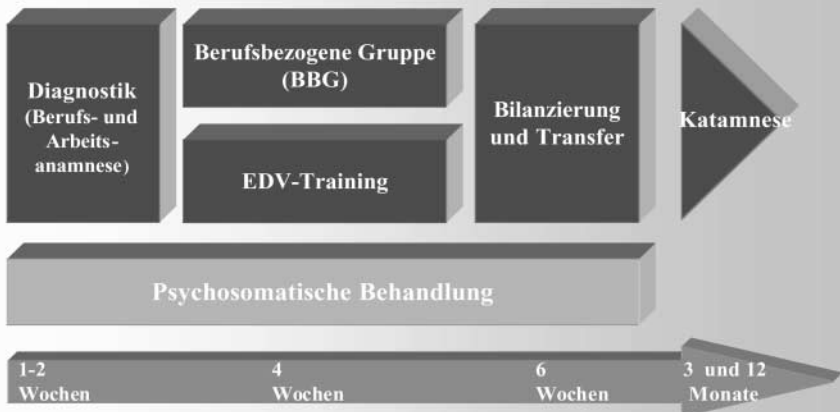 Diagnostik
(Berufs- und
Arbeits-
anamnese)
Berufsbezogene Gruppe
(BBG)
EDV-Training
Bilanzierung
und Transfer
Katamnese
Psychosomatische Behandlung
1-2
Wochen
4
Wochen
6
Wochen
3 und 12
Monate